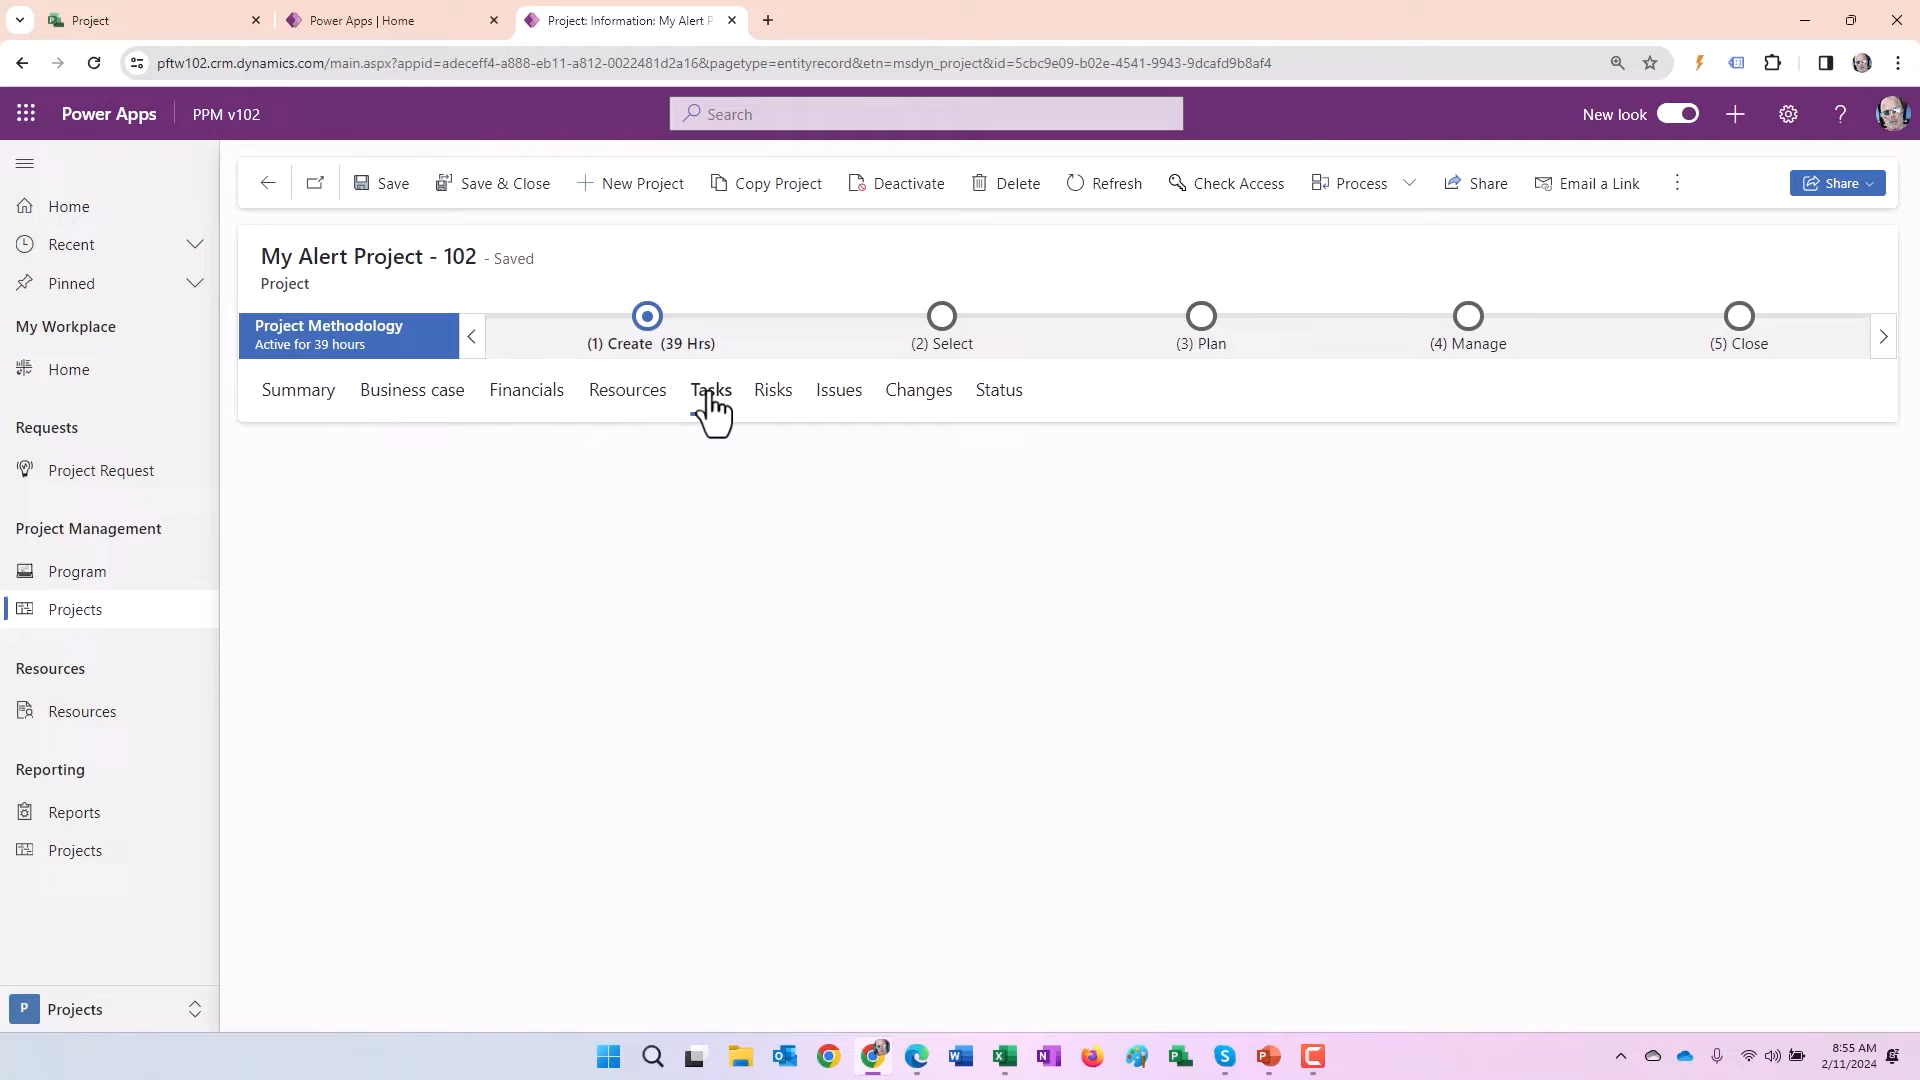 Project
Power Apps | Home
Project: Information: My Alert P
pftw102.crm.dynamics.com/main.aspx?appid=adeceff4-a888-eb11-a812-0022481d2a16&pagetype=entityrecord&etn=msdyn_project&id=5cbc9e09-b02e-4541-9943-9dcafd9b8af4
Power Apps
PPM v102
Search
New look
Home
Recent
Pinned
My Workplace
Home
Requests
Project Request
Project Management
Program
Projects
Resources
Resources
Reporting
Reports
Projects
P
Projects
Save
Save & Close
New Project
Copy Project
Deactivate
Delete
Refresh
Check Access
Process
Share
Email a Link
Share
My Alert Project - 102 - Saved
Project
Project Methodology
Active for 39 hours
(1) Create (39 Hrs)
(2) Select
(3) Plan
(4) Manage
(5) Close
Summary
Business case
Financials
Resources
Tasks
Risks
Issues
Changes
Status
8:55 AM
2/11/2024